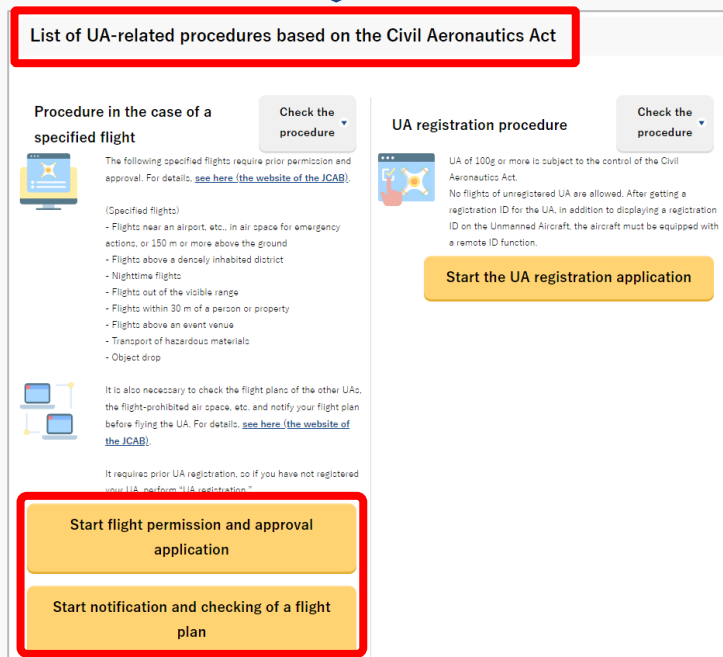 List of UA-related procedures based on the Civil Aeronautics Act
Procedure in the case of a
specified flight
Check the
procedure
The following specified flights require prior permission and
approval. For details, see here (the website of the JCAB).
(Specified flights)
- Flights near an airport, etc., in air space for emergency
actions, or 150 m or more above the ground
- Flights above a densely inhabited district
- Nighttime flights
- Flights out of the visible range
- Flights within 30 m of a person or property
- Flights above an event venue
- Transport of hazardous materials
- Object drop
It is also necessary to check the flight plans of the other UAs,
the flight-prohibited air space, etc. and notify your flight plan
before flying the UA. For details, see here (the website of
the JCAB).
It requires prior UA registration, so if you have not registered
your UA, perform "UA registration."
Start flight permission and approval
application
Start notification and checking of a flight
plan
UA registration procedure
Check the
procedure
UA of 100g or more is subject to the control of the Civil
Aeronautics Act.
No flights of unregistered UA are allowed. After getting a
registration ID for the UA, in addition to displaying a registration
ID on the Unmanned Aircraft, the aircraft must be equipped with
a remote ID function.
Start the UA registration application